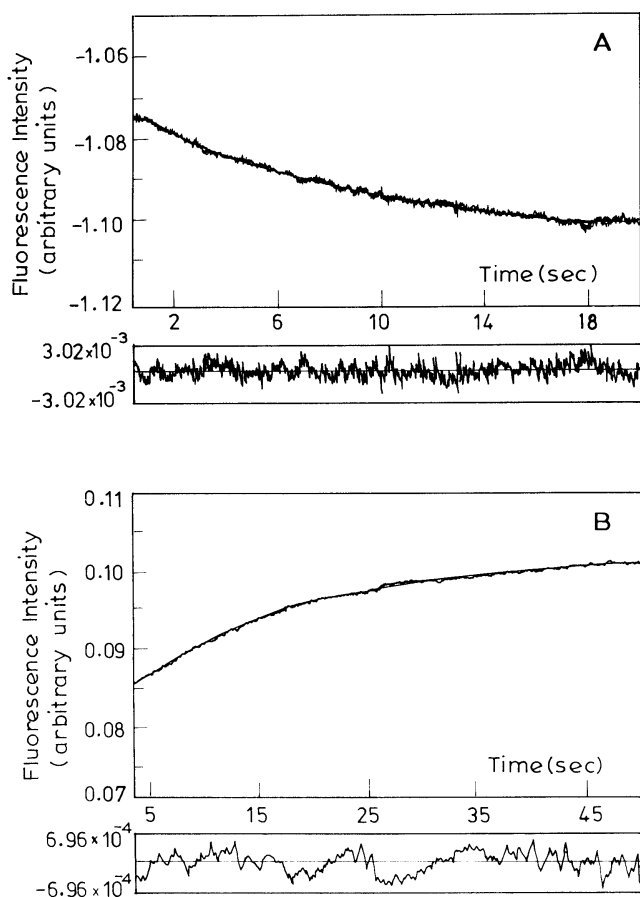 A
Fluorescence Intensity
(arbitrary units)
-1.06
-1.08
-1.10
-1.12
Time (sec)
2 6 10 14 18
3.02×10⁻³
-3.02×10⁻³
B
Fluorescence Intensity
(arbitrary units)
0.11
0.10
0.09
0.08
0.07
Time (sec)
5 15 25 35 45
6.96×10⁻⁴
-6.96×10⁻⁴